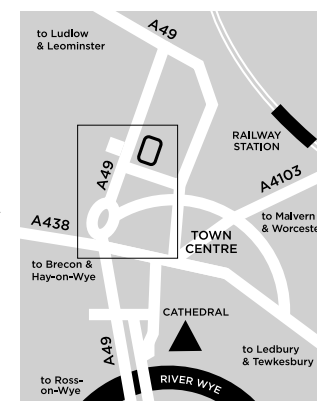 A49
to Ludlow
& Leominster
RAILWAY
STATION
A49
A4103
A438
to Malvern
& Worceste
TOWN
CENTRE
to Brecon &
Hay-on-Wye
CATHEDRAL
A49
to Ledbury
& Tewkesbury
to Ross-
on-Wye
RIVER WYE